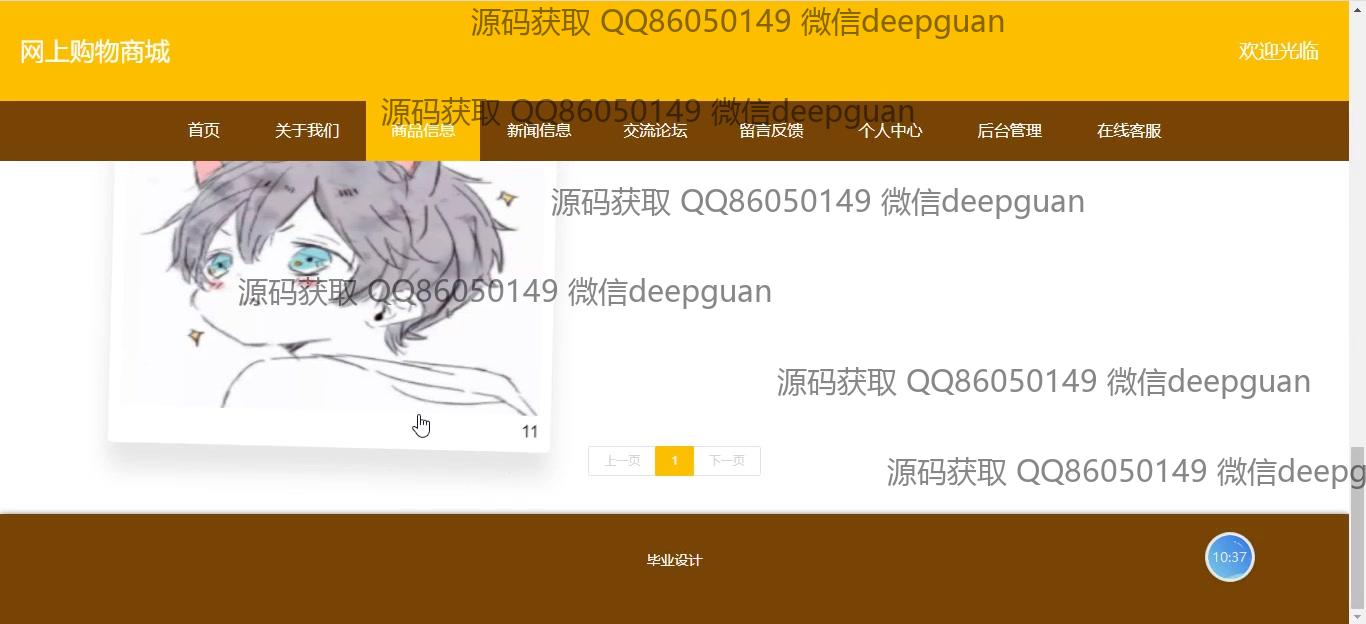 源码获取 QQ86050149 微信deepguan
网上购物商城
欢迎光临
源码获取 QQ86050149 微信deepguan
首页 关于我们 商品信息 新闻信息 交流论坛 留言反馈 个人中心 后台管理 在线客服
源码获取 QQ86050149 微信deepguan
源码获取 QQ86050149 微信deepguan
源码获取 QQ86050149 微信deepguan
11
上一页 1 下一页
源码获取 QQ86050149 微信deepg
毕业设计
10:37